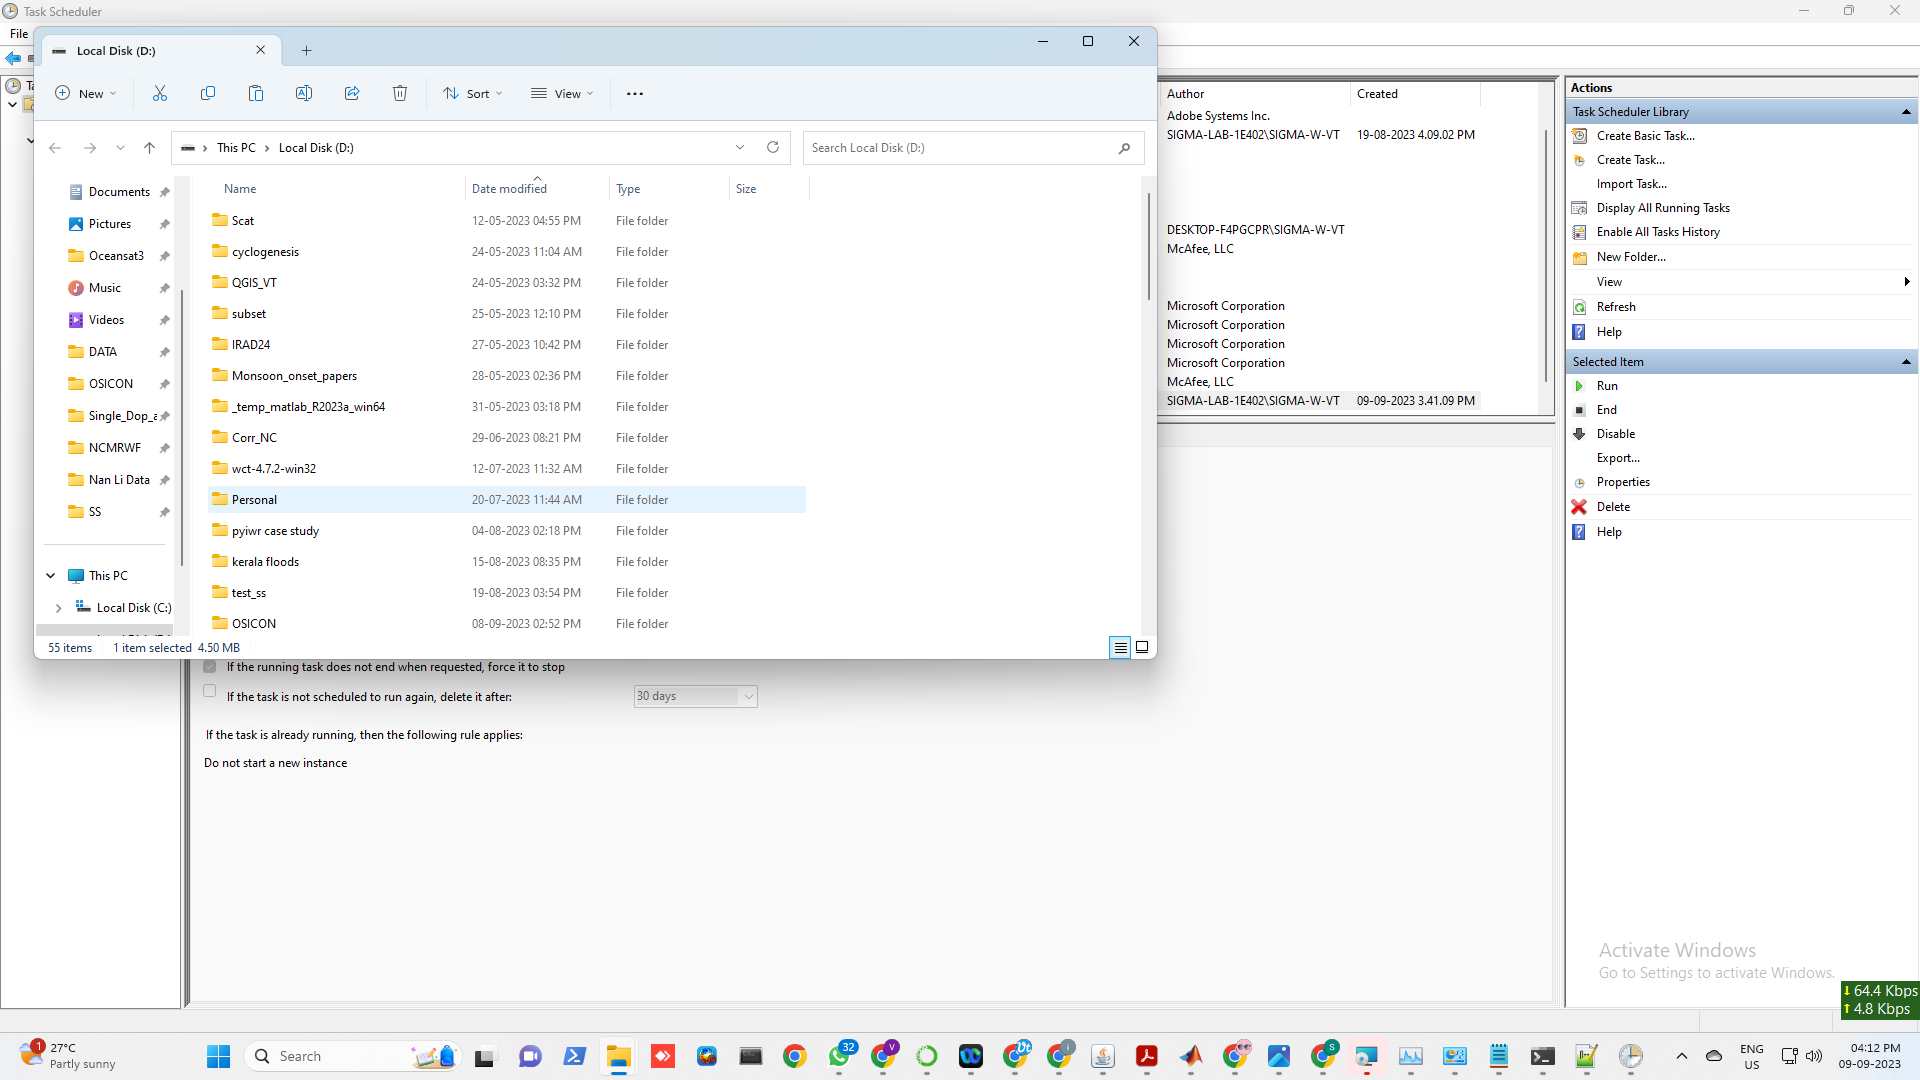 Task Scheduler
File
Local Disk (D:)
New
Sort
View
This PC
Local Disk (D:)
Search Local Disk (D:)
Documents
Pictures
Oceansat3
Music
Videos
DATA
OSICON
Single_Dop_a
NCMRWF
Nan Li Data
SS
This PC
Local Disk (C:)
Name Date modified Type Size
Scat 12-05-2023 04:55 PM File folder
cyclogenesis 24-05-2023 11:04 AM File folder
QGIS_VT 24-05-2023 03:32 PM File folder
subset 25-05-2023 12:10 PM File folder
IRAD24 27-05-2023 10:42 PM File folder
Monsoon_onset_papers 28-05-2023 02:36 PM File folder
_temp_matlab_R2023a_win64 31-05-2023 03:18 PM File folder
Corr_NC 29-06-2023 08:21 PM File folder
wct-4.7.2-win32 12-07-2023 11:32 AM File folder
Personal 20-07-2023 11:44 AM File folder
pyiwr case study 04-08-2023 02:18 PM File folder
kerala floods 15-08-2023 08:35 PM File folder
test_ss 19-08-2023 03:54 PM File folder
OSICON 08-09-2023 02:52 PM File folder
55 items 1 item selected 4.50 MB
Author Created
Adobe Systems Inc.
SIGMA-LAB-1E402\SIGMA-W-VT 19-08-2023 4.09.02 PM
DESKTOP-F4PGCPR\SIGMA-W-VT
McAfee, LLC
Microsoft Corporation
Microsoft Corporation
Microsoft Corporation
Microsoft Corporation
McAfee, LLC
SIGMA-LAB-1E402\SIGMA-W-VT 09-09-2023 3.41.09 PM
If the running task does not end when requested, force it to stop
If the task is not scheduled to run again, delete it after: 30 days
If the task is already running, then the following rule applies:
Do not start a new instance
Actions
Task Scheduler Library
Create Basic Task...
Create Task...
Import Task...
Display All Running Tasks
Enable All Tasks History
New Folder...
View
Refresh
Help
Selected Item
Run
End
Disable
Export...
Properties
Delete
Help
Activate Windows
Go to Settings to activate Windows.
64.4 Kbps
4.8 Kbps
1
27°C
Partly sunny
Search
32
V
Vt
i
S
ENG
US
04:12 PM
09-09-2023